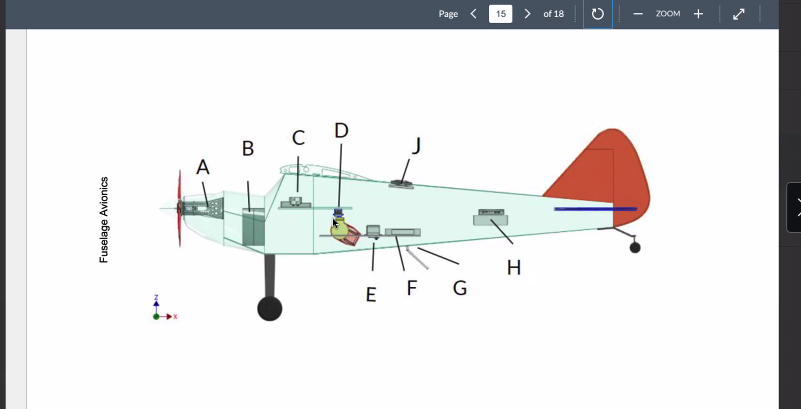 Page 15 of 18 ZOOM
Fuselage Avionics
A
B
C
D
J
E
F
G
H
z
x